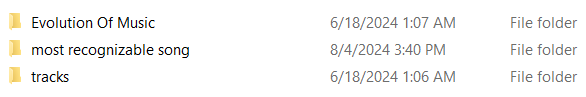 Evolution Of Music 6/18/2024 1:07 AM File folder
most recognizable song 8/4/2024 3:40 PM File folder
tracks 6/18/2024 1:06 AM File folder